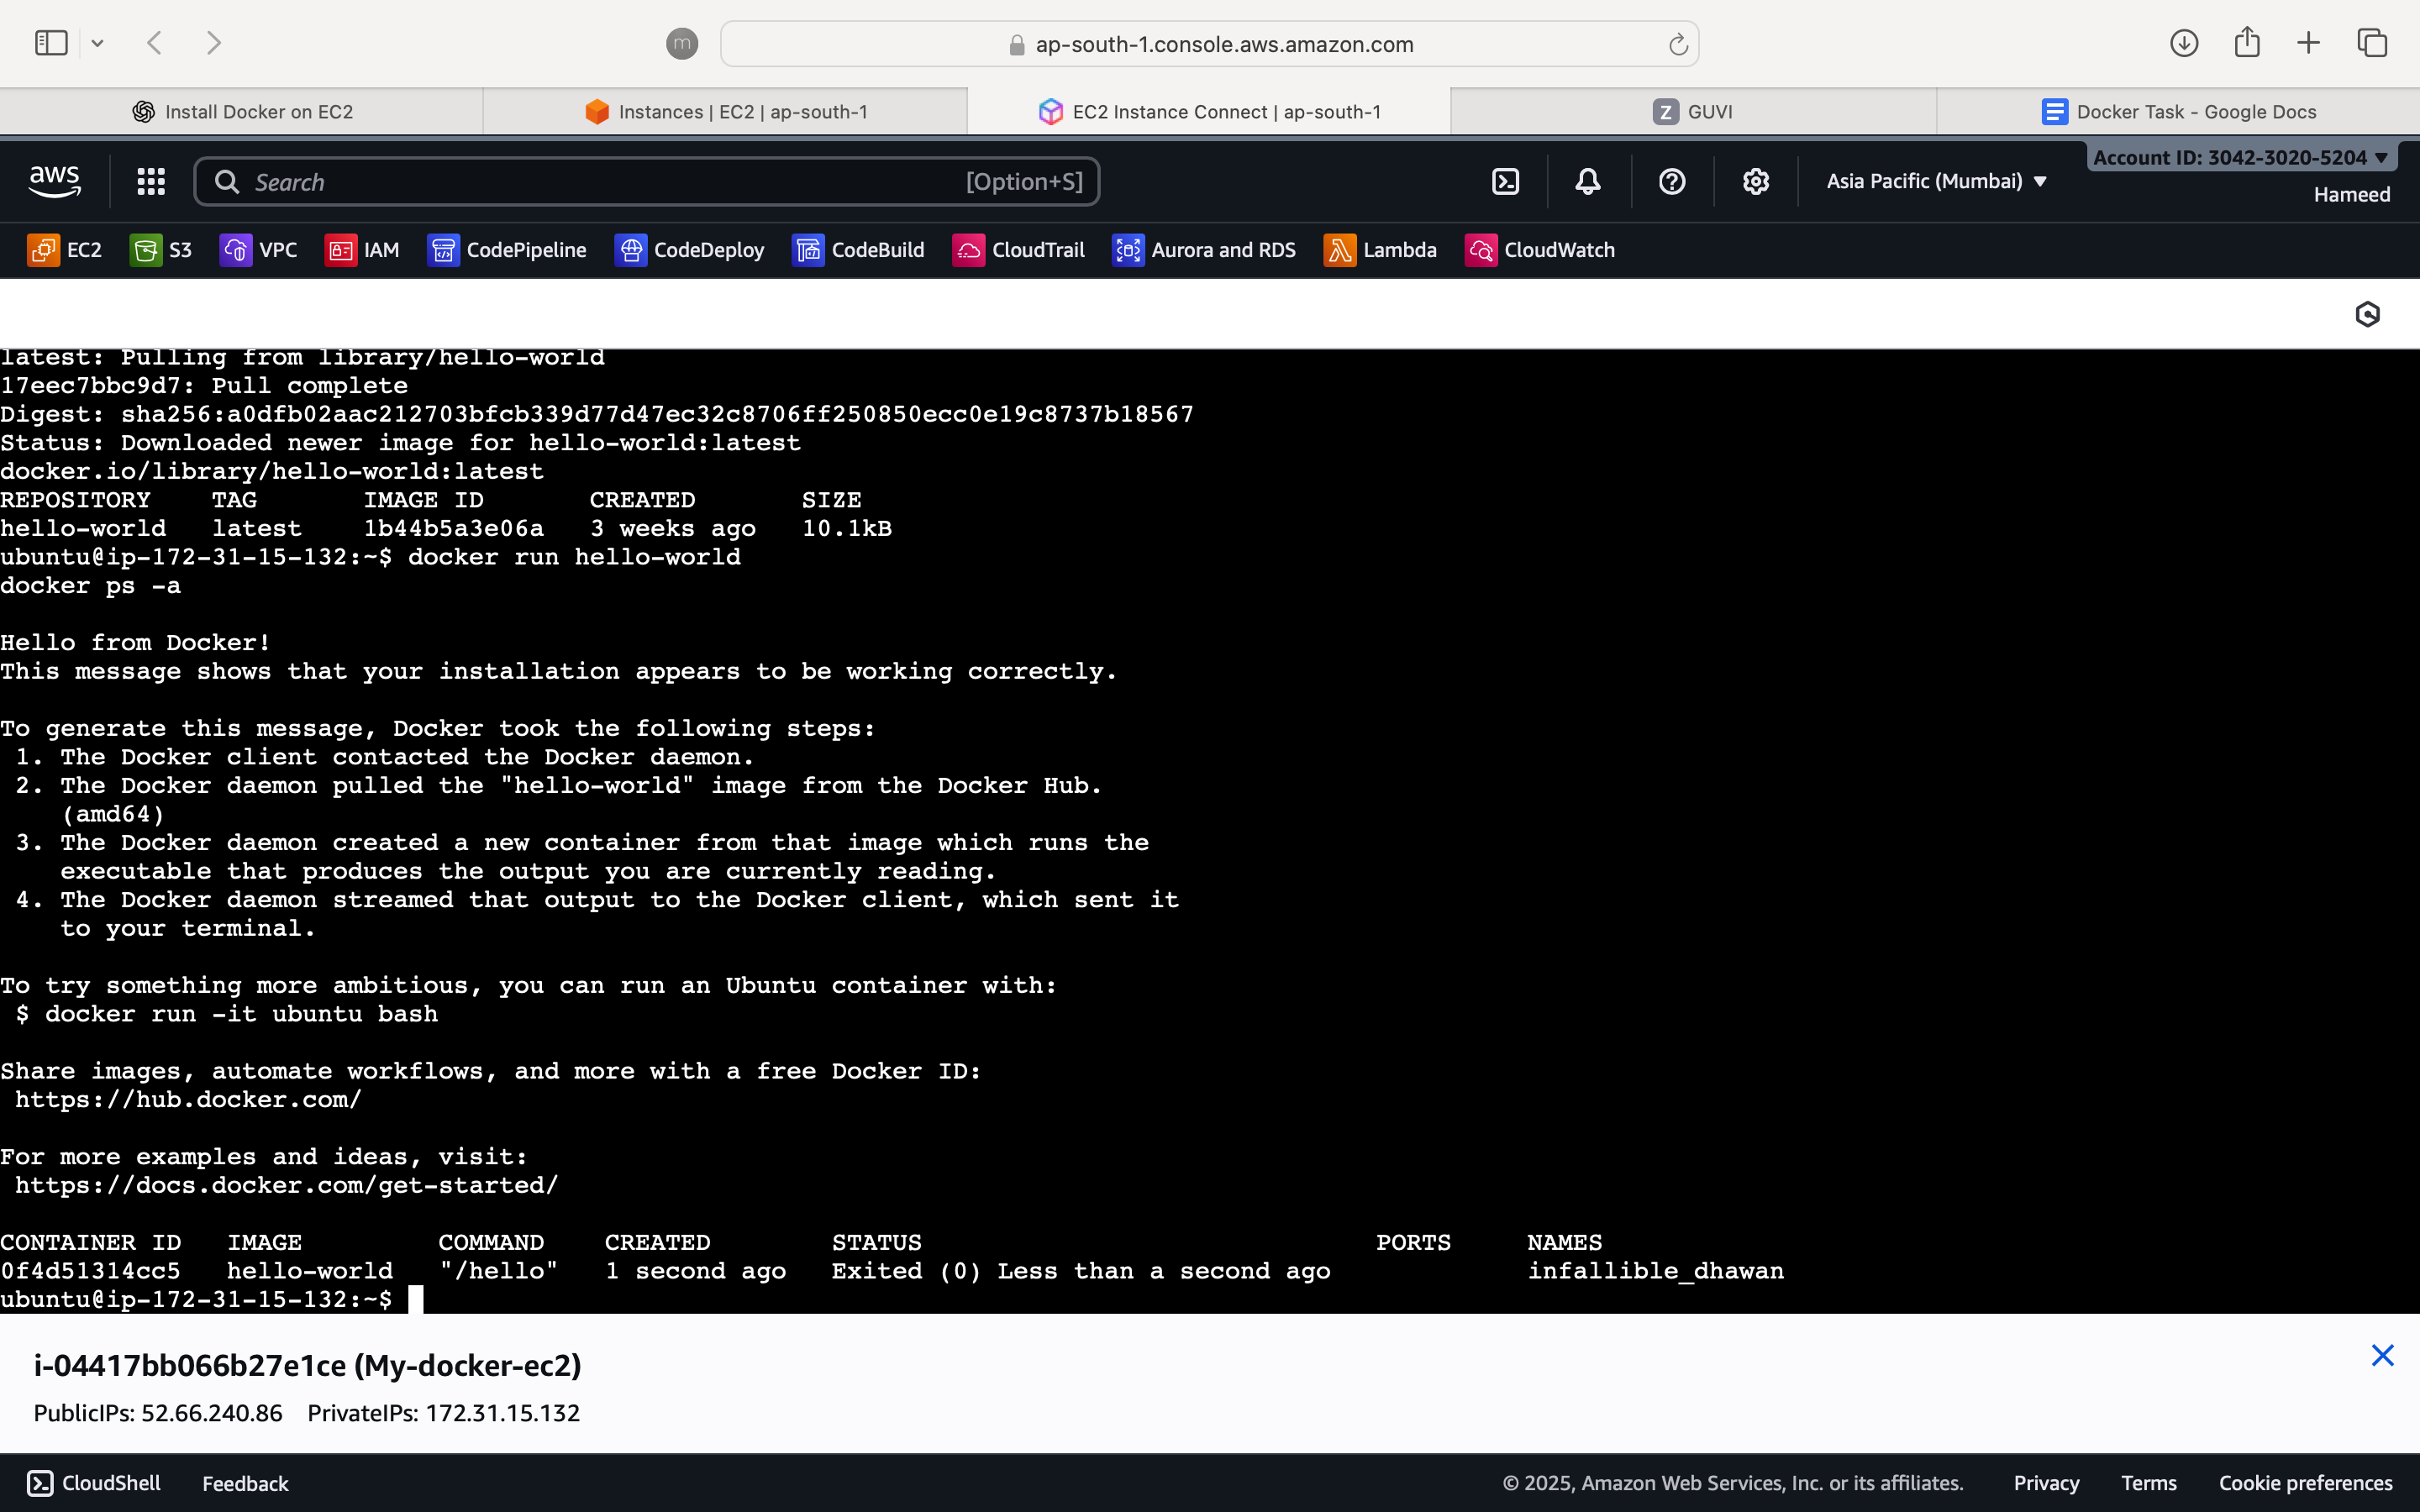 m
ap-south-1.console.aws.amazon.com
Install Docker on EC2
Instances | EC2 | ap-south-1
EC2 Instance Connect | ap-south-1
Z GUVI
Docker Task - Google Docs
aws
Search
[Option+S]
Asia Pacific (Mumbai)
Account ID: 3042-3020-5204
Hameed
EC2
S3
VPC
IAM
CodePipeline
CodeDeploy
CodeBuild
CloudTrail
Aurora and RDS
Lambda
CloudWatch
latest: Pulling from library/hello-world
17eec7bbc9d7: Pull complete
Digest: sha256:a0dfb02aac212703bfcb339d77d47ec32c8706ff250850ecc0e19c8737b18567
Status: Downloaded newer image for hello-world:latest
docker.io/library/hello-world:latest
REPOSITORY    TAG       IMAGE ID       CREATED       SIZE
hello-world   latest    1b44b5a3e06a   3 weeks ago   10.1kB
ubuntu@ip-172-31-15-132:~$ docker run hello-world
docker ps -a
Hello from Docker!
This message shows that your installation appears to be working correctly.
To generate this message, Docker took the following steps:
1. The Docker client contacted the Docker daemon.
2. The Docker daemon pulled the "hello-world" image from the Docker Hub.
(amd64)
3. The Docker daemon created a new container from that image which runs the
executable that produces the output you are currently reading.
4. The Docker daemon streamed that output to the Docker client, which sent it
to your terminal.
To try something more ambitious, you can run an Ubuntu container with:
$ docker run -it ubuntu bash
Share images, automate workflows, and more with a free Docker ID:
https://hub.docker.com/
For more examples and ideas, visit:
https://docs.docker.com/get-started/
CONTAINER ID   IMAGE         COMMAND    CREATED        STATUS                              PORTS     NAMES
0f4d51314cc5   hello-world   "/hello"   1 second ago   Exited (0) Less than a second ago             infallible_dhawan
ubuntu@ip-172-31-15-132:~$
i-04417bb066b27e1ce (My-docker-ec2)
PublicIPs: 52.66.240.86    PrivateIPs: 172.31.15.132
CloudShell
Feedback
© 2025, Amazon Web Services, Inc. or its affiliates.
Privacy
Terms
Cookie preferences